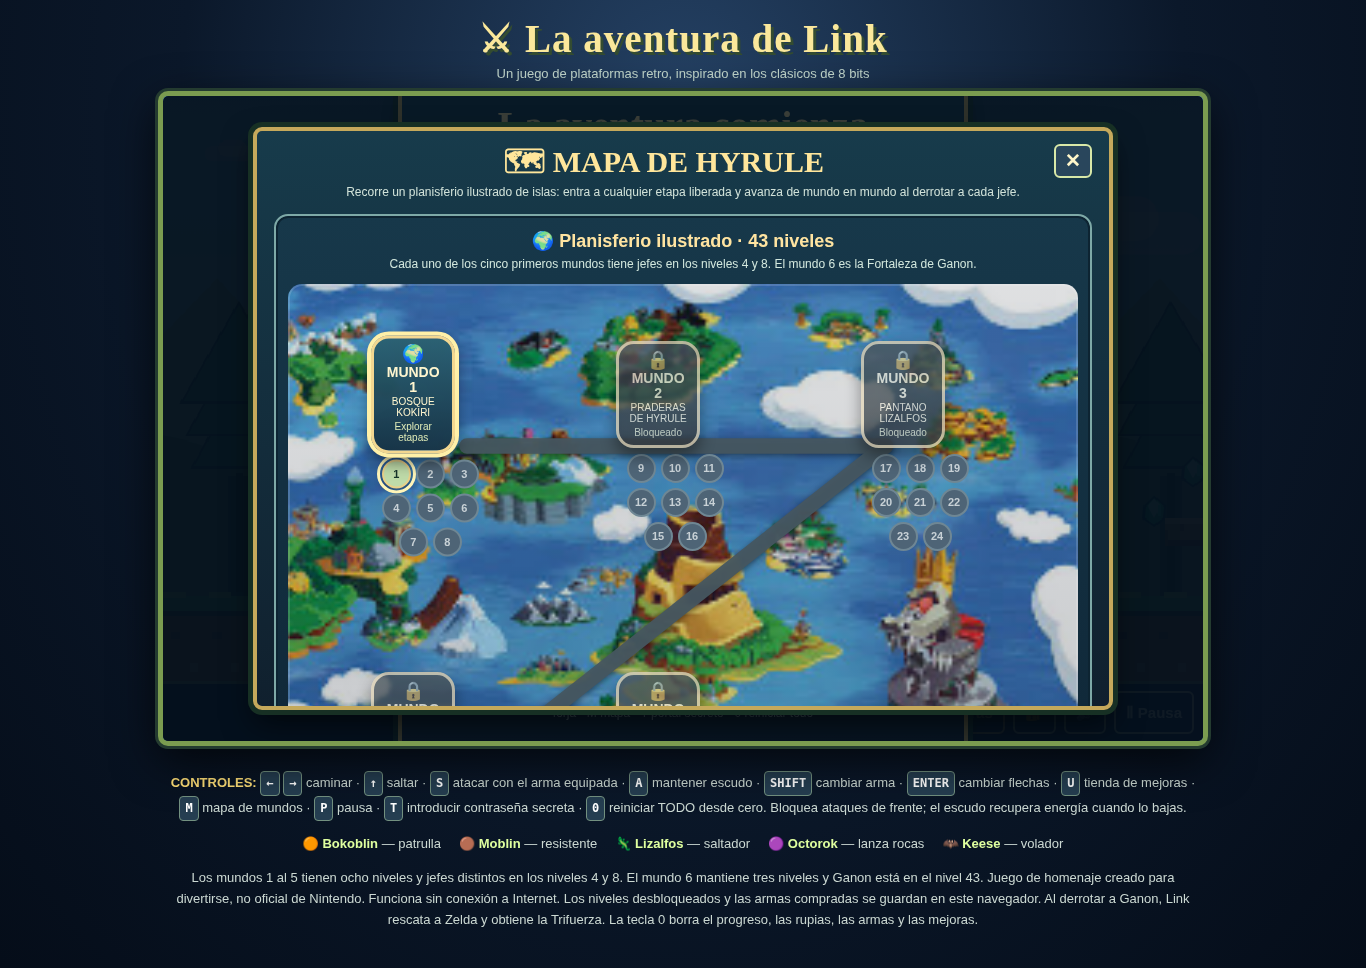 ⚔ La aventura de Link
Un juego de plataformas retro, inspirado en los clásicos de 8 bits
La aventura comienza
🗺 MAPA DE HYRULE
✕
Recorre un planisferio ilustrado de islas: entra a cualquier etapa liberada y avanza de mundo en mundo al derrotar a cada jefe.
🌍 Planisferio ilustrado · 43 niveles
Cada uno de los cinco primeros mundos tiene jefes en los niveles 4 y 8. El mundo 6 es la Fortaleza de Ganon.
MUNDO
1
BOSQUE
KOKIRI
Explorar
etapas
1 2 3
4 5 6
7 8
MUNDO
2
PRADERAS
DE HYRULE
Bloqueado
9 10 11
12 13 14
15 16
MUNDO
3
PANTANO
LIZALFOS
Bloqueado
17 18 19
20 21 22
23 24
MUNDO
MUNDO
Pausa
CONTROLES: ← → caminar · ↑ saltar · S atacar con el arma equipada · A mantener escudo · SHIFT cambiar arma · ENTER cambiar flechas · U tienda de mejoras ·
M mapa de mundos · P pausa · T introducir contraseña secreta · 0 reiniciar TODO desde cero. Bloquea ataques de frente; el escudo recupera energía cuando lo bajas.
🟠 Bokoblin — patrulla 🟤 Moblin — resistente 🦎 Lizalfos — saltador 🟣 Octorok — lanza rocas 🦇 Keese — volador
Los mundos 1 al 5 tienen ocho niveles y jefes distintos en los niveles 4 y 8. El mundo 6 mantiene tres niveles y Ganon está en el nivel 43. Juego de homenaje creado para
divertirse, no oficial de Nintendo. Funciona sin conexión a Internet. Los niveles desbloqueados y las armas compradas se guardan en este navegador. Al derrotar a Ganon, Link
rescata a Zelda y obtiene la Trifuerza. La tecla 0 borra el progreso, las rupias, las armas y las mejoras.